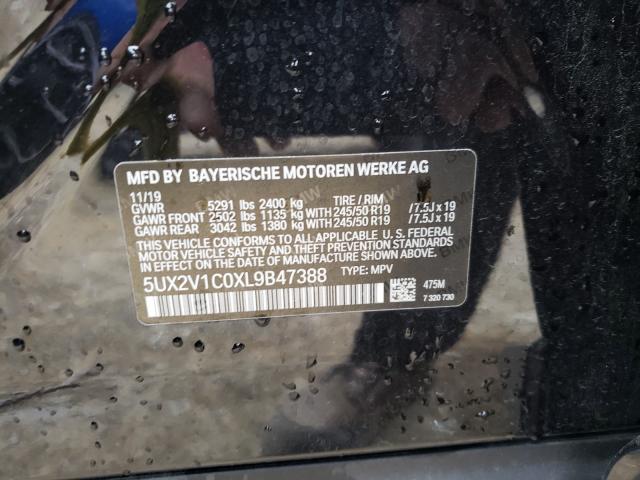 MFD BY BAYERISCHE MOTOREN WERKE AG
11/19 TIRE / RIM
GVWR 5291 lbs 2400 kg
GAWR FRONT 2502 lbs 1135 kg WITH 245/50 R19 /7.5J x 19
GAWR REAR 3042 lbs 1380 kg WITH 245/50 R19 /7.5J x 19
THIS VEHICLE CONFORMS TO ALL APPLICABLE U. S. FEDERAL
MOTOR VEHICLE SAFETY AND THEFT PREVENTION STANDARDS
IN EFFECT ON THE DATE OF MANUFACTURE SHOWN ABOVE.
5UX2V1C0XL9B47388 TYPE: MPV
475M
7 320 730